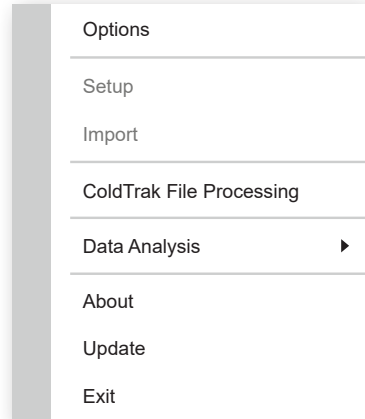 Options
Setup
Import
ColdTrak File Processing
Data Analysis
About
Update
Exit